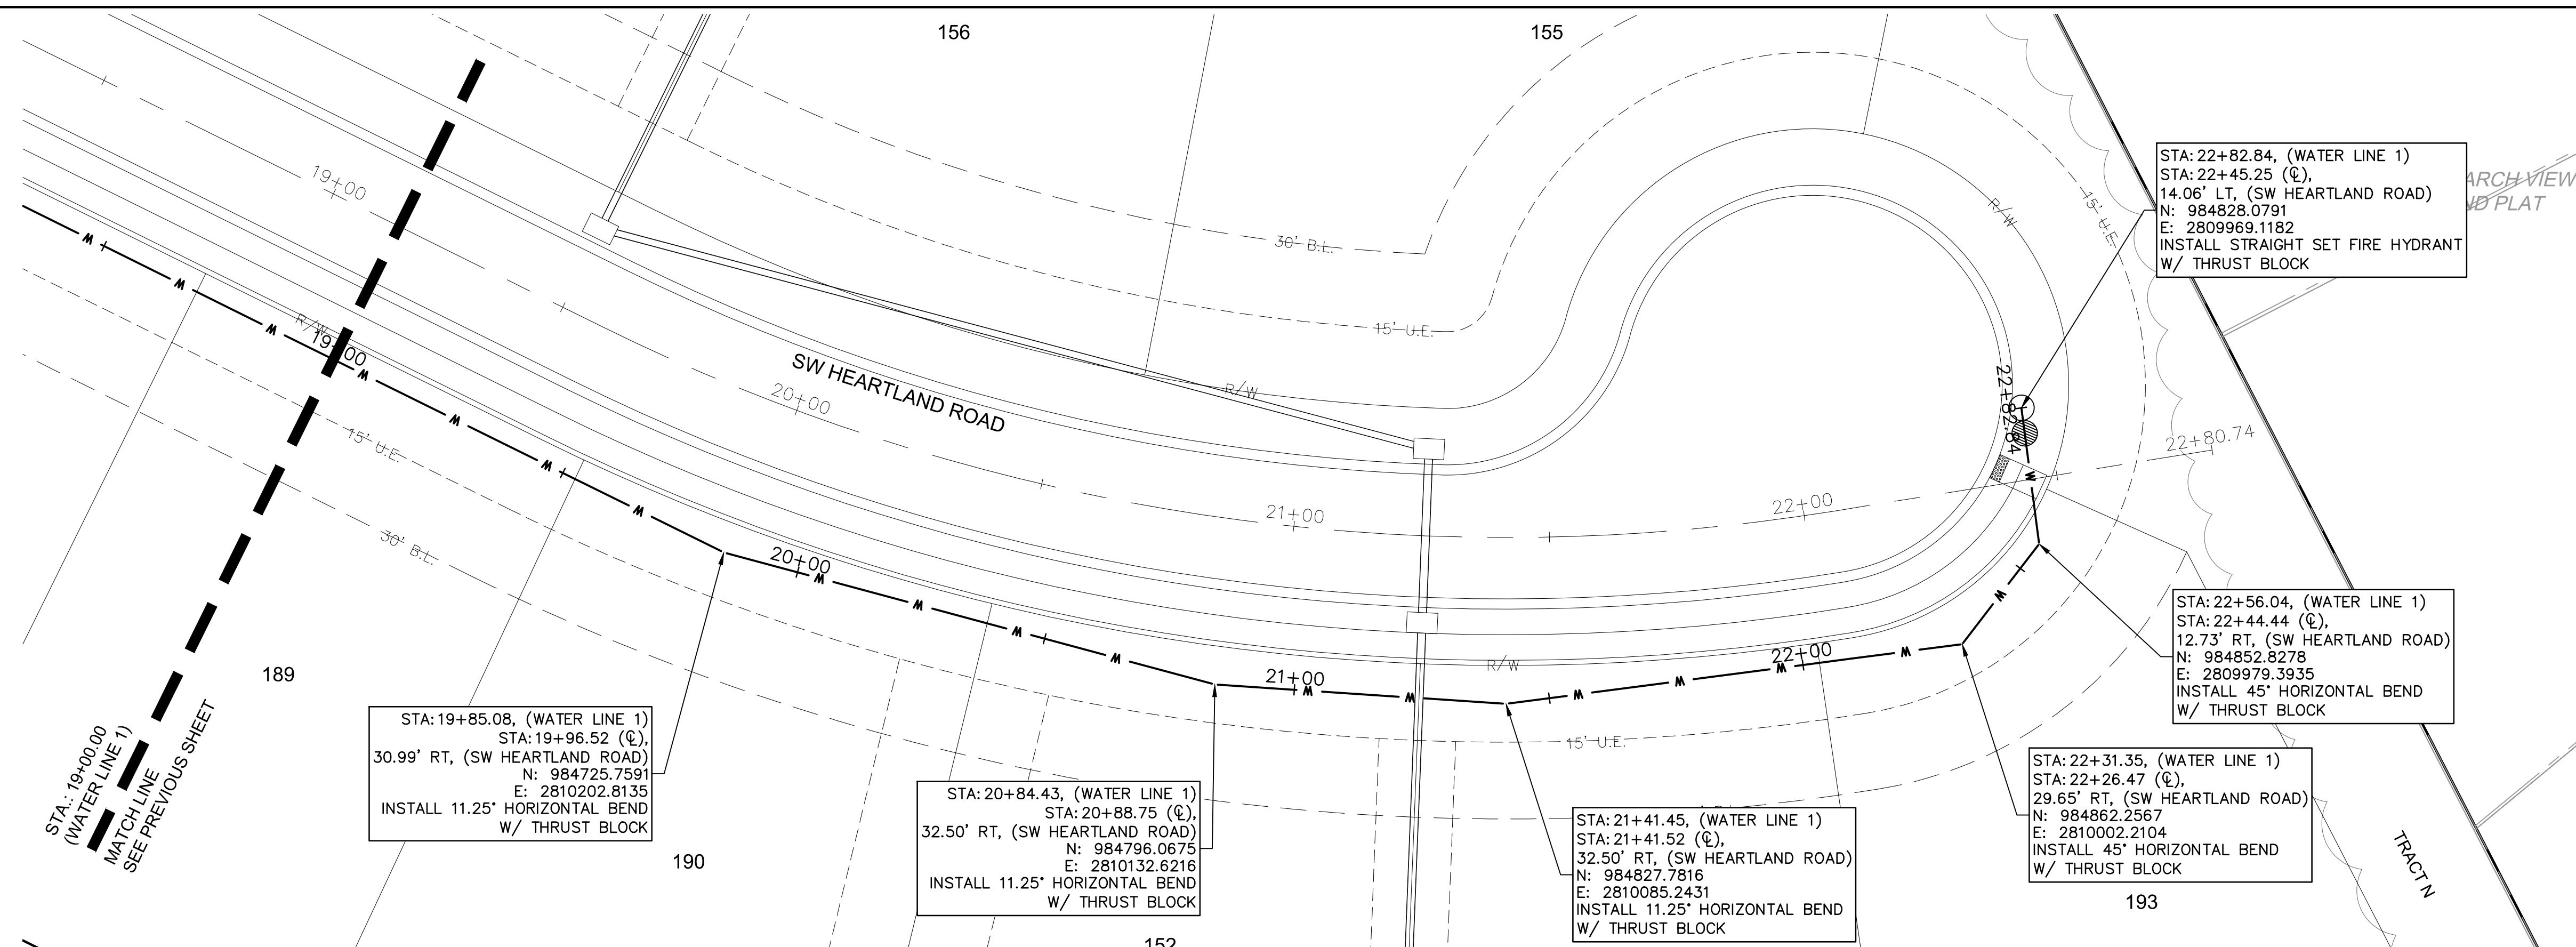 156
155
19+00
STA: 22+82.84, (WATER LINE 1)
STA: 22+45.25 (℄),
14.06' LT, (SW HEARTLAND ROAD)
N: 984828.0791
E: 2809969.1182
INSTALL STRAIGHT SET FIRE HYDRANT
W/ THRUST BLOCK
ARCH VIEW
ND PLAT
R/W
15' U.E.
30' B.L.
15' U.E.
R/W
19+00
SW HEARTLAND ROAD
20+00
R/W
22+82.84
22+80.74
15' U.E.
30' B.L.
21+00
22+00
20+00
21+00
R/W
22+00
15' U.E.
W W W W W W W W W W W W W W W W W W W W
STA: 22+56.04, (WATER LINE 1)
STA: 22+44.44 (℄),
12.73' RT, (SW HEARTLAND ROAD)
N: 984852.8278
E: 2809979.3935
INSTALL 45° HORIZONTAL BEND
W/ THRUST BLOCK
189
STA.: 19+00.00
(WATER LINE 1)
MATCH LINE
SEE PREVIOUS SHEET
STA: 19+85.08, (WATER LINE 1)
STA: 19+96.52 (℄),
30.99' RT, (SW HEARTLAND ROAD)
N: 984725.7591
E: 2810202.8135
INSTALL 11.25° HORIZONTAL BEND
W/ THRUST BLOCK
190
STA: 20+84.43, (WATER LINE 1)
STA: 20+88.75 (℄),
32.50' RT, (SW HEARTLAND ROAD)
N: 984796.0675
E: 2810132.6216
INSTALL 11.25° HORIZONTAL BEND
W/ THRUST BLOCK
152
STA: 21+41.45, (WATER LINE 1)
STA: 21+41.52 (℄),
32.50' RT, (SW HEARTLAND ROAD)
N: 984827.7816
E: 2810085.2431
INSTALL 11.25° HORIZONTAL BEND
W/ THRUST BLOCK
STA: 22+31.35, (WATER LINE 1)
STA: 22+26.47 (℄),
29.65' RT, (SW HEARTLAND ROAD)
N: 984862.2567
E: 2810002.2104
INSTALL 45° HORIZONTAL BEND
W/ THRUST BLOCK
193
TRACT N